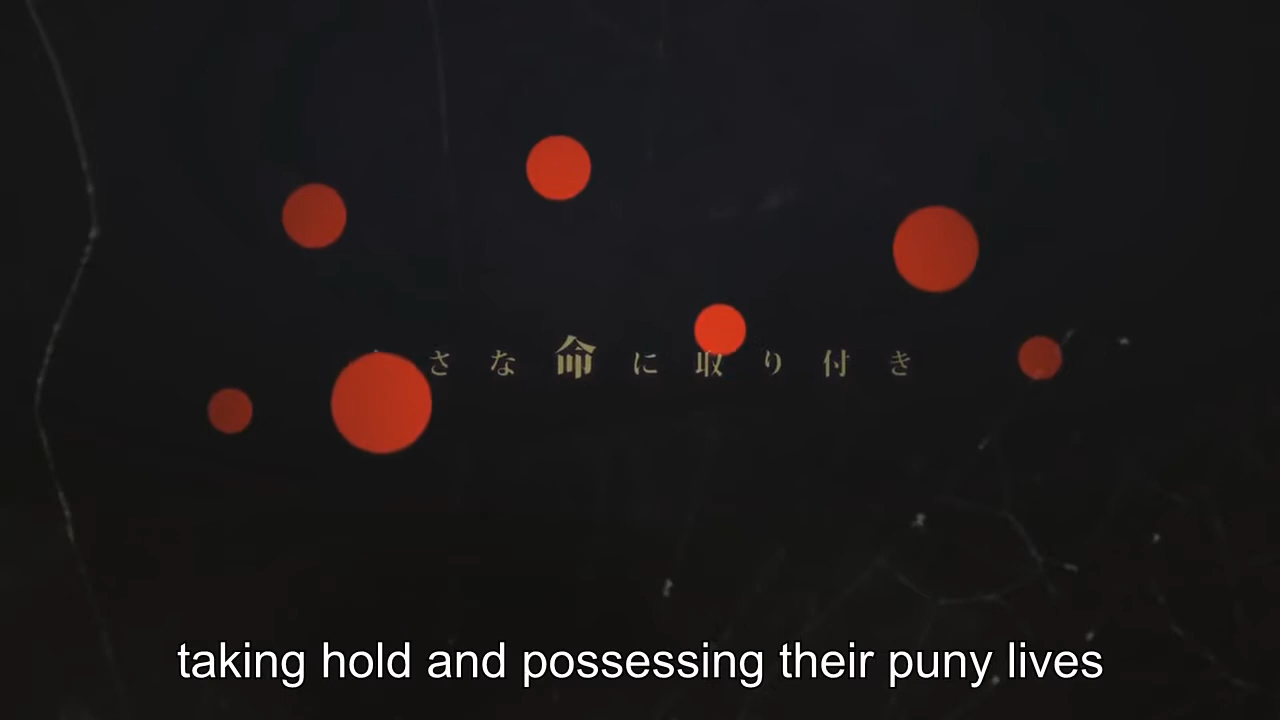 さな命に取り付き
taking hold and possessing their puny lives